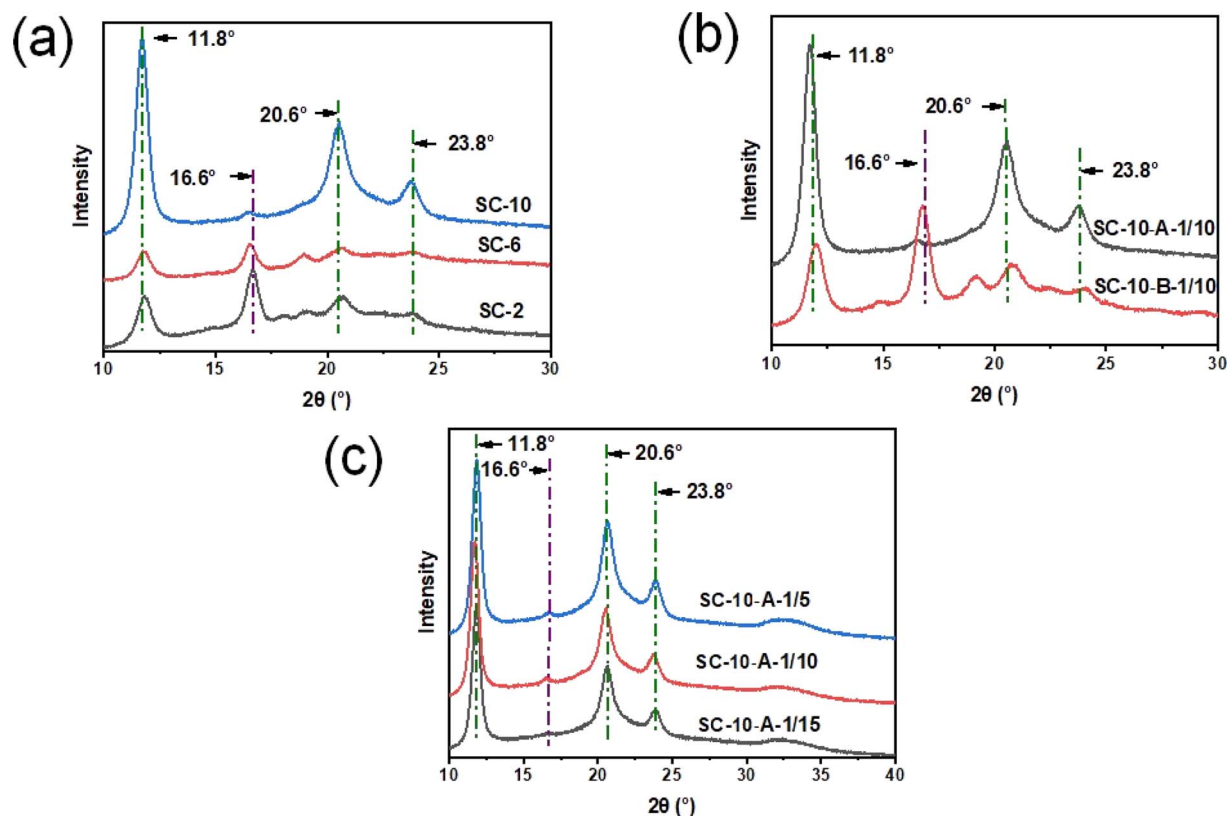 (a)
11.8°
20.6°
23.8°
16.6°
SC-10
SC-6
SC-2
Intensity
10 15 20 25 30
2θ (°)
(b)
11.8°
20.6°
16.6°
23.8°
SC-10-A-1/10
SC-10-B-1/10
Intensity
10 15 20 25 30
2θ (°)
(c)
11.8°
20.6°
16.6°
23.8°
SC-10-A-1/5
SC-10-A-1/10
SC-10-A-1/15
Intensity
10 15 20 25 30 35 40
2θ (°)